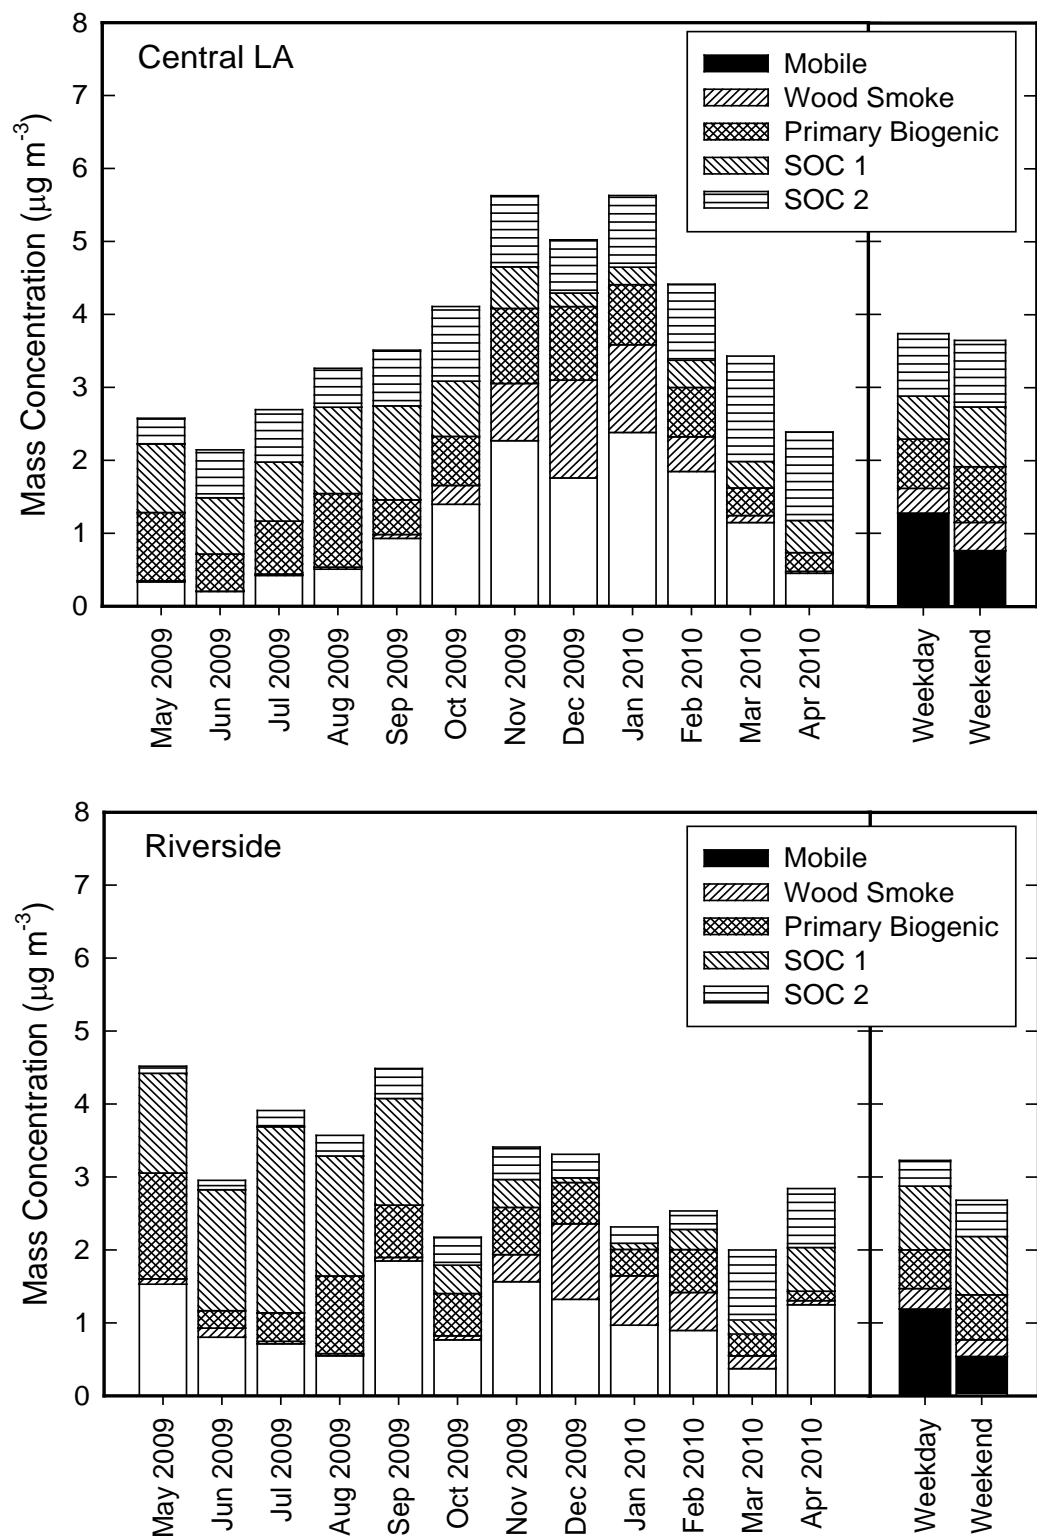 Central LA
Mobile
Wood Smoke
Primary Biogenic
SOC 1
SOC 2
Mass Concentration (μg m⁻³)
8
7
6
5
4
3
2
1
0
May 2009
Jun 2009
Jul 2009
Aug 2009
Sep 2009
Oct 2009
Nov 2009
Dec 2009
Jan 2010
Feb 2010
Mar 2010
Apr 2010
Weekday
Weekend
Riverside
Mobile
Wood Smoke
Primary Biogenic
SOC 1
SOC 2
Mass Concentration (μg m⁻³)
8
7
6
5
4
3
2
1
0
May 2009
Jun 2009
Jul 2009
Aug 2009
Sep 2009
Oct 2009
Nov 2009
Dec 2009
Jan 2010
Feb 2010
Mar 2010
Apr 2010
Weekday
Weekend